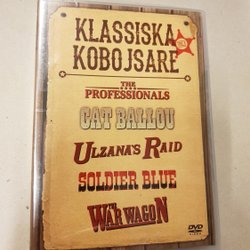 KLASSISKA
KOBOJSARE
THE
PROFESSIONALS
CAT BALLOU
ULZANA'S RAID
SOLDIER BLUE
THE WAR WAGON
DVD